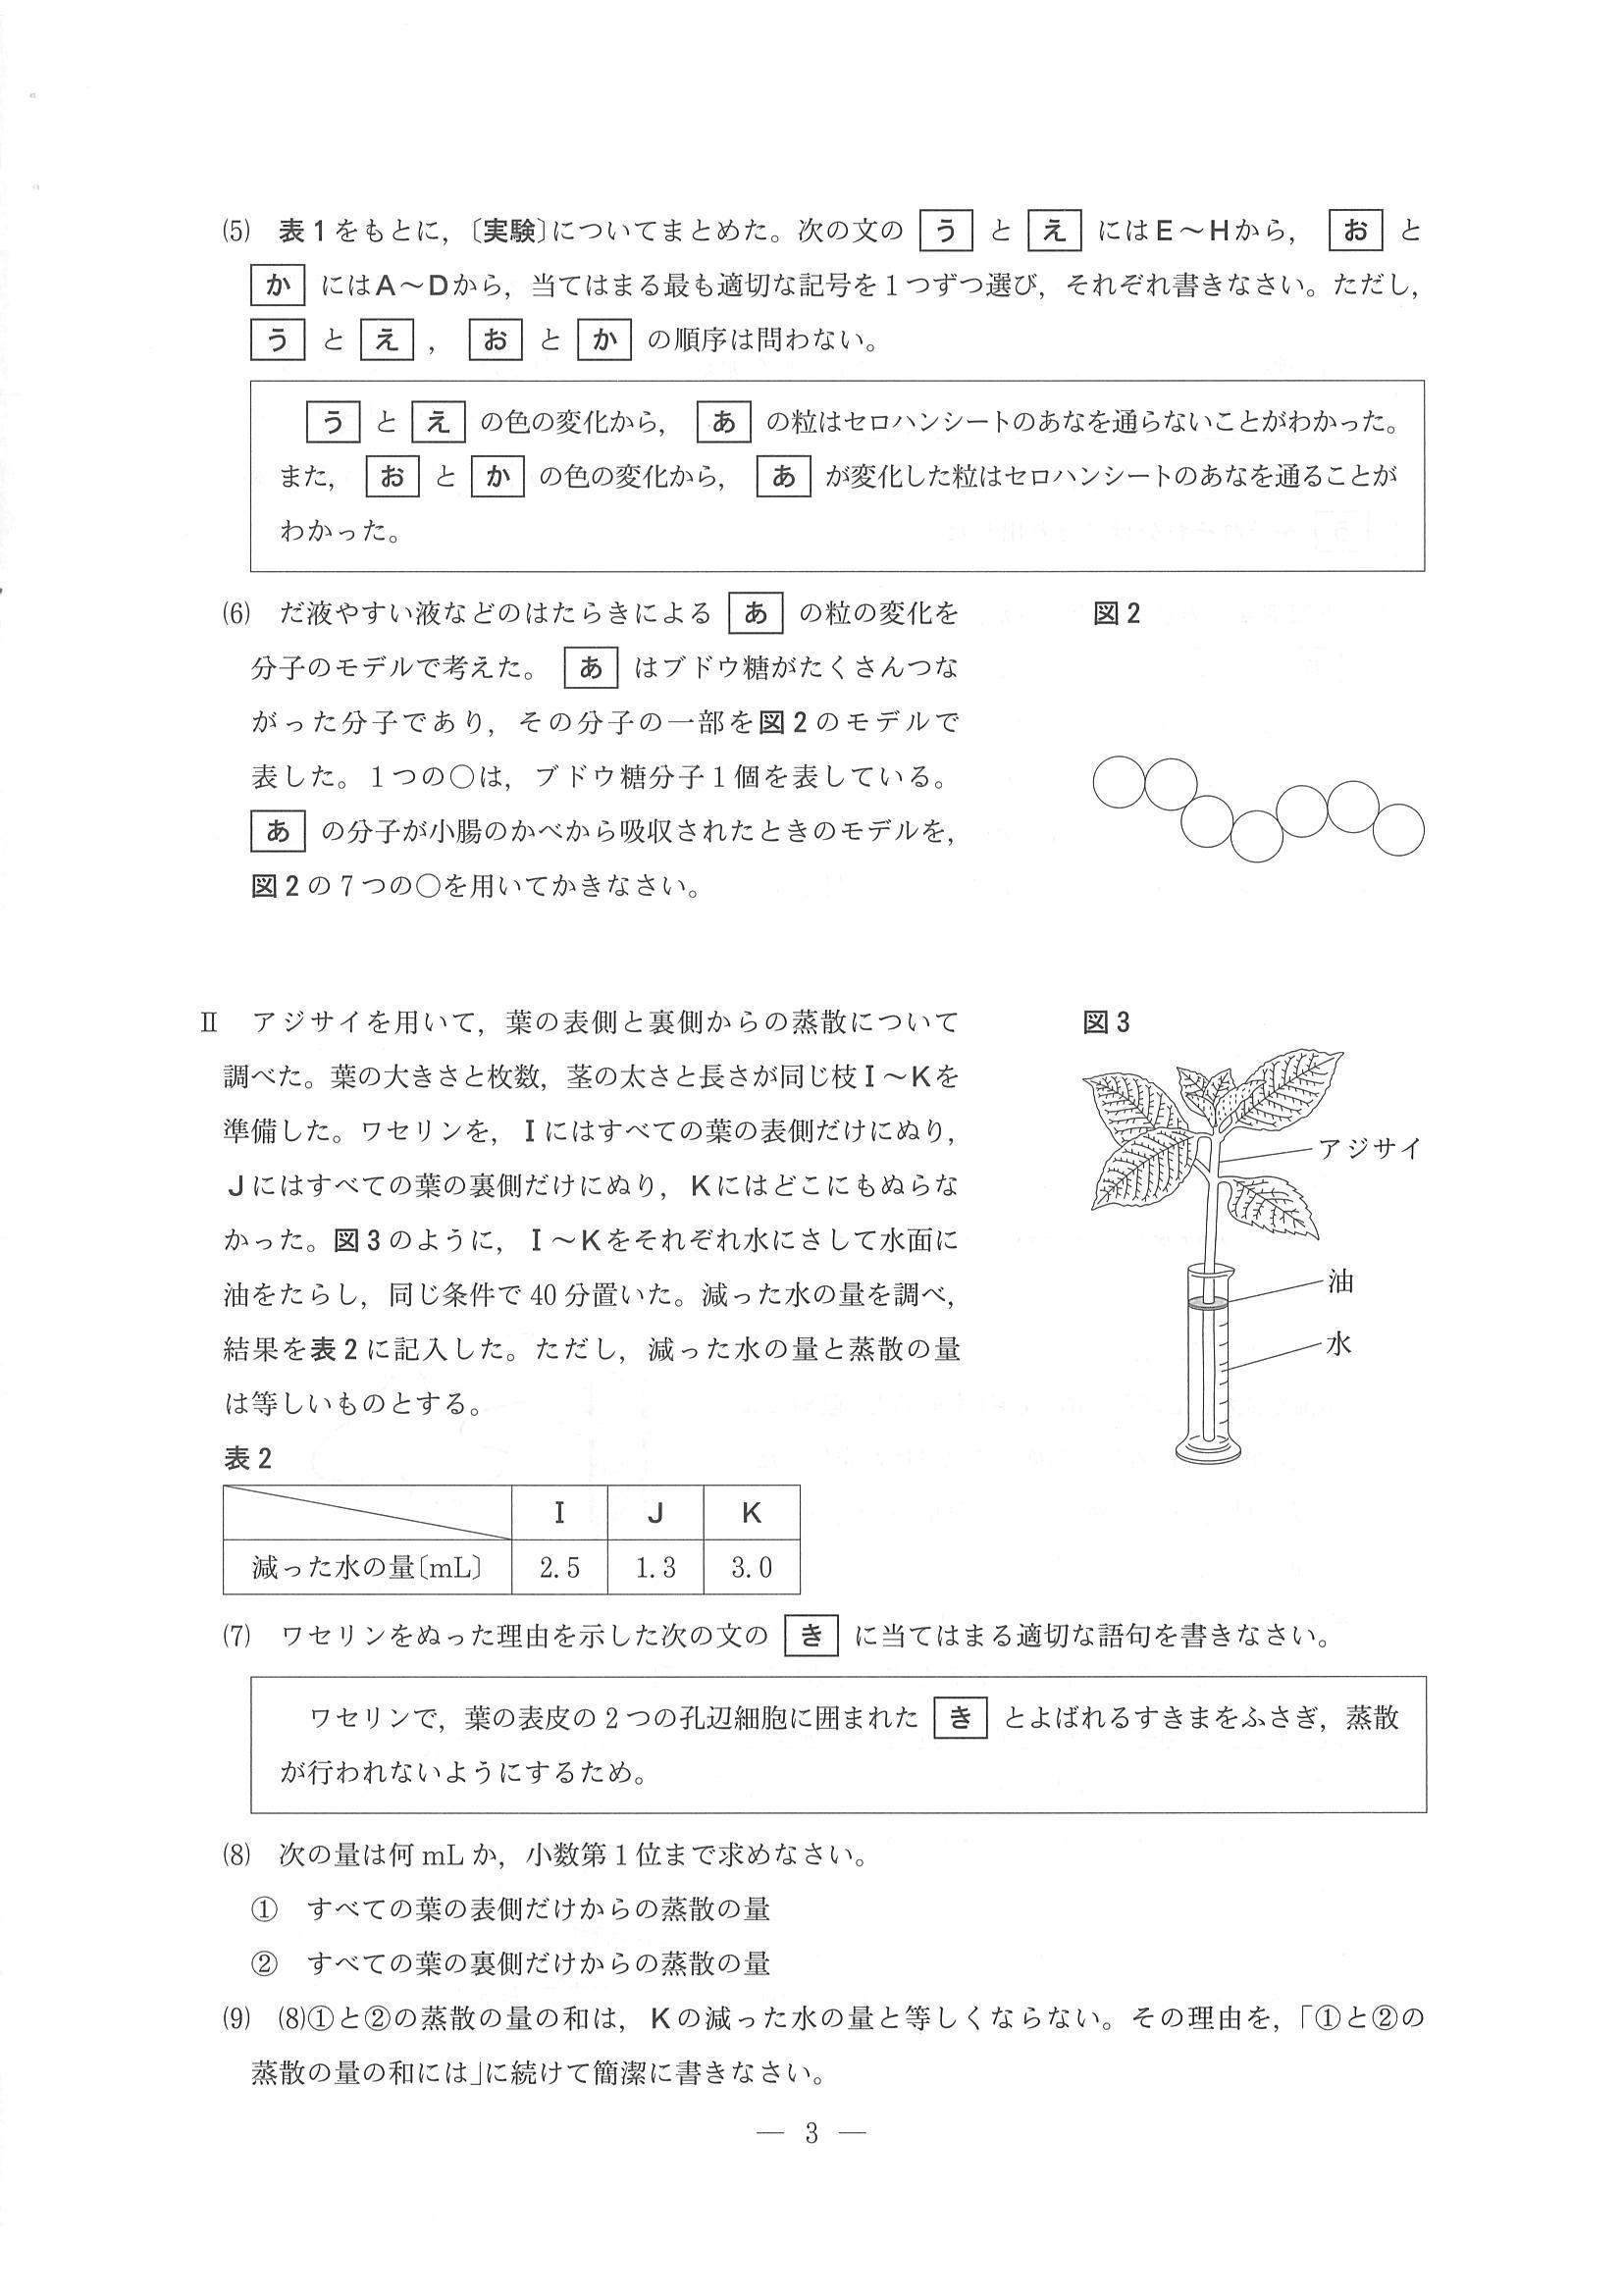 (5) 表1をもとに，〔実験〕についてまとめた。次の文の う と え にはE～Hから， お と
か にはA～Dから，当てはまる最も適切な記号を1つずつ選び，それぞれ書きなさい。ただし，
う と え ， お と か の順序は問わない。
う と え の色の変化から， あ の粒はセロハンシートのあなを通らないことがわかった。
また， お と か の色の変化から， あ が変化した粒はセロハンシートのあなを通ることが
わかった。
(6) だ液やすい液などのはたらきによる あ の粒の変化を
分子のモデルで考えた。 あ はブドウ糖がたくさんつな
がった分子であり，その分子の一部を図2のモデルで
表した。1つの○は，ブドウ糖分子1個を表している。
あ の分子が小腸のかべから吸収されたときのモデルを，
図2の7つの○を用いてかきなさい。
図2
Ⅱ アジサイを用いて，葉の表側と裏側からの蒸散について
調べた。葉の大きさと枚数，茎の太さと長さが同じ枝I～Kを
準備した。ワセリンを，Iにはすべての葉の表側だけにぬり，
Jにはすべての葉の裏側だけにぬり，Kにはどこにもぬらな
かった。図3のように，I～Kをそれぞれ水にさして水面に
油をたらし，同じ条件で40分置いた。減った水の量を調べ，
結果を表2に記入した。ただし，減った水の量と蒸散の量
は等しいものとする。
図3
アジサイ
油
水
表2
I J K
減った水の量〔mL〕 2.5 1.3 3.0
(7) ワセリンをぬった理由を示した次の文の き に当てはまる適切な語句を書きなさい。
ワセリンで，葉の表皮の2つの孔辺細胞に囲まれた き とよばれるすきまをふさぎ，蒸散
が行われないようにするため。
(8) 次の量は何mLか，小数第1位まで求めなさい。
① すべての葉の表側だけからの蒸散の量
② すべての葉の裏側だけからの蒸散の量
(9) (8)①と②の蒸散の量の和は，Kの減った水の量と等しくならない。その理由を，「①と②の
蒸散の量の和には」に続けて簡潔に書きなさい。
― 3 ―